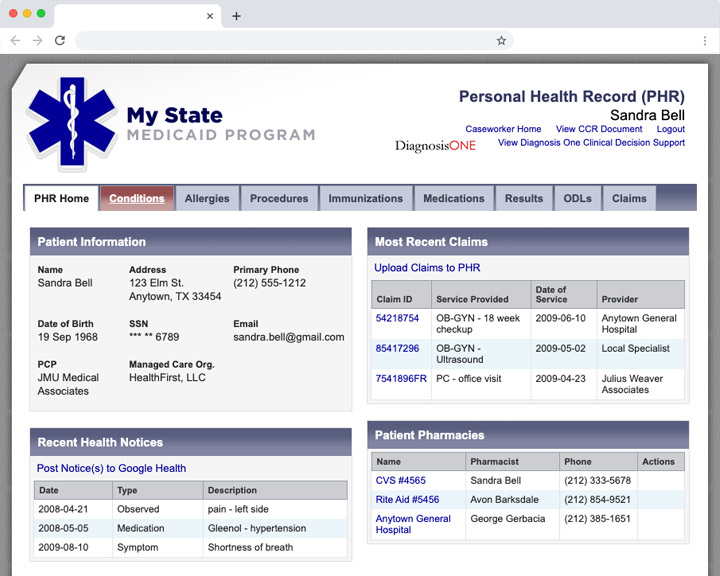 My State
MEDICAID PROGRAM
Personal Health Record (PHR)
Sandra Bell
Caseworker Home View CCR Document Logout
DiagnosisONE View Diagnosis One Clinical Decision Support
PHR Home Conditions Allergies Procedures Immunizations Medications Results ODLs Claims
Patient Information
Name Address Primary Phone
Sandra Bell 123 Elm St. (212) 555-1212
Anytown, TX 33454
Date of Birth SSN Email
19 Sep 1968 *** ** 6789 sandra.bell@gmail.com
PCP Managed Care Org.
JMU Medical HealthFirst, LLC
Associates
Recent Health Notices
Post Notice(s) to Google Health
Date Type Description
2008-04-21 Observed pain - left side
2008-05-05 Medication Gleenol - hypertension
2009-08-10 Symptom Shortness of breath
Most Recent Claims
Upload Claims to PHR
Claim ID Service Provided Date of Service Provider
54218754 OB-GYN - 18 week 2009-06-10 Anytown General
checkup Hospital
85417296 OB-GYN - 2009-05-02 Local Specialist
Ultrasound
7541896FR PC - office visit 2009-04-23 Julius Weaver
Associates
Patient Pharmacies
Name Pharmacist Phone Actions
CVS #4565 Sandra Bell (212) 333-5678
Rite Aid #5456 Avon Barksdale (212) 854-9521
Anytown General George Gerbacia (212) 385-1651
Hospital